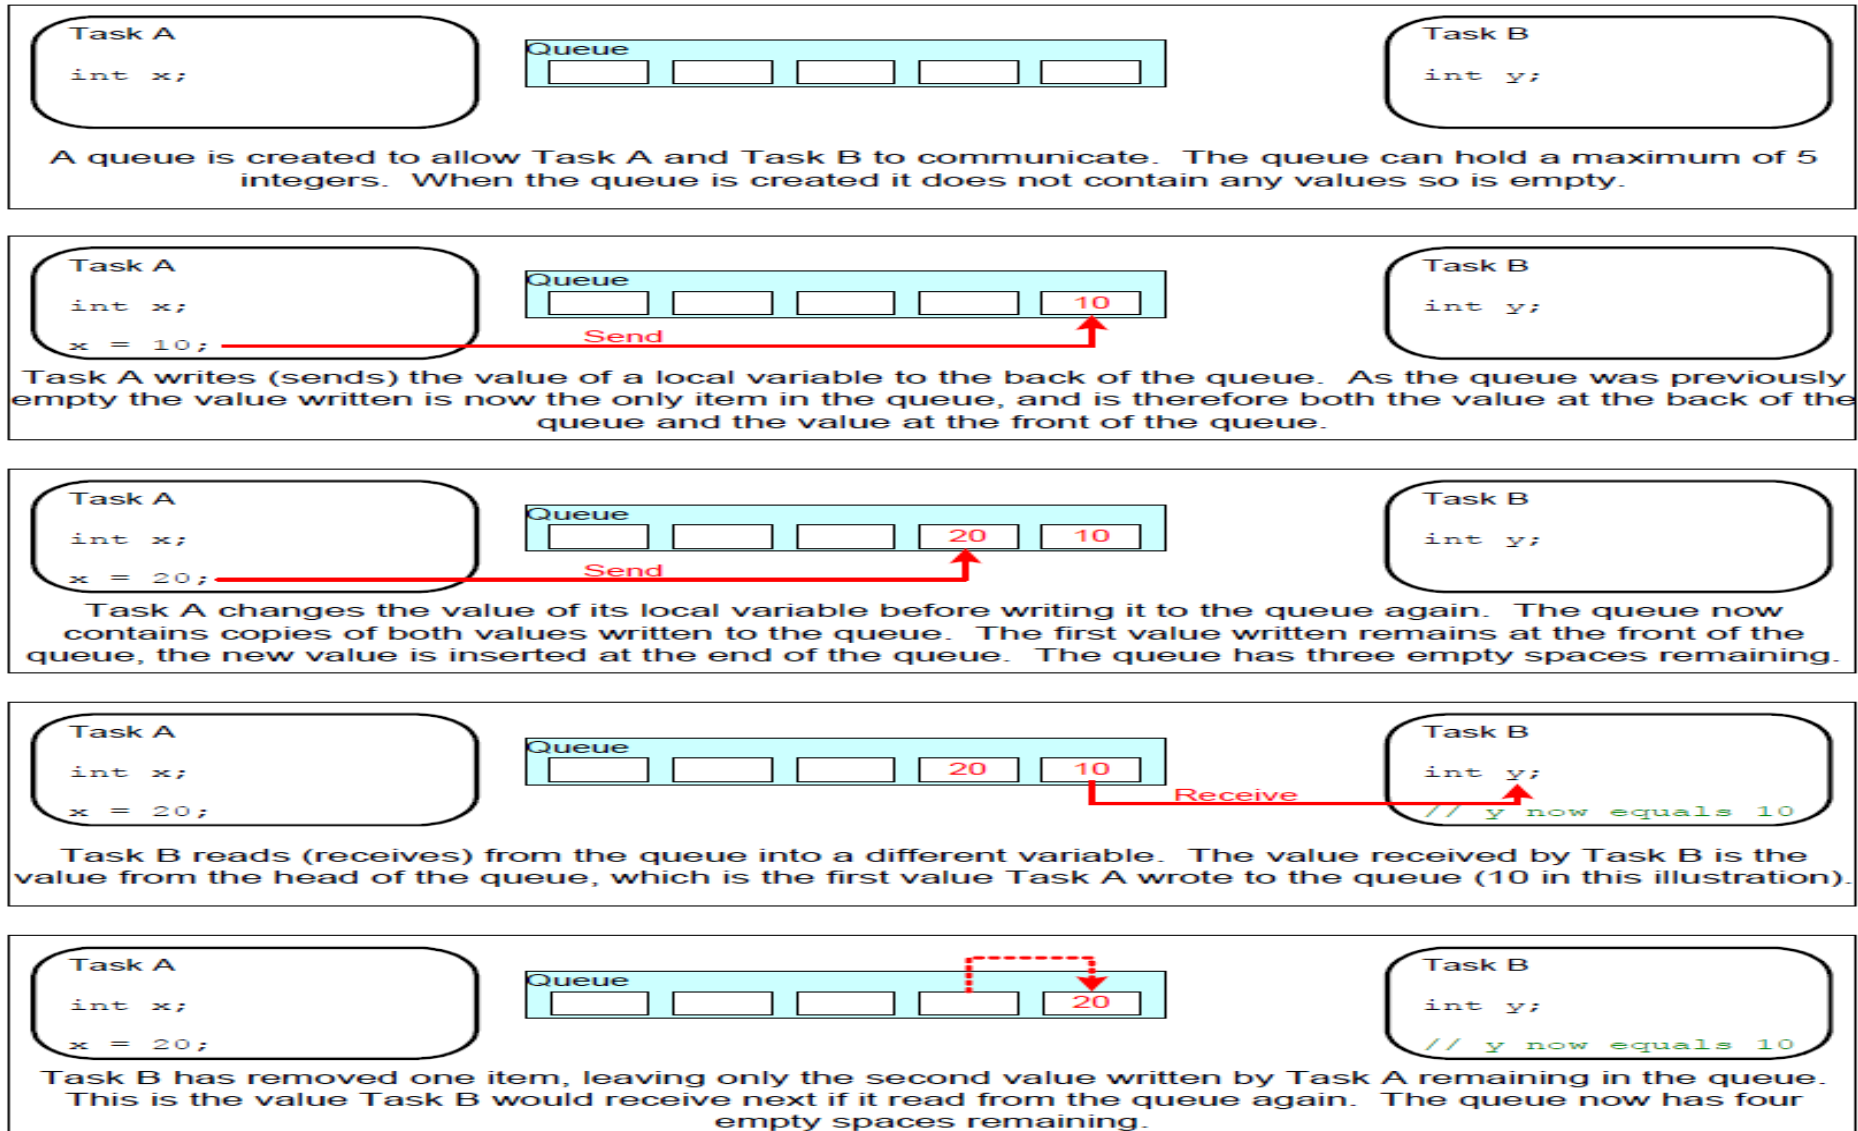 Task A
Queue
Task B
int x;
int y;
A queue is created to allow Task A and Task B to communicate. The queue can hold a maximum of 5
integers. When the queue is created it does not contain any values so is empty.
Task A
Queue
Task B
int x;
10
int y;
Send
x = 10;
Task A writes (sends) the value of a local variable to the back of the queue. As the queue was previously
empty the value written is now the only item in the queue, and is therefore both the value at the back of the
queue and the value at the front of the queue.
Task A
Queue
Task B
int x;
20 10
int y;
Send
x = 20;
Task A changes the value of its local variable before writing it to the queue again. The queue now
contains copies of both values written to the queue. The first value written remains at the front of the
queue, the new value is inserted at the end of the queue. The queue has three empty spaces remaining.
Task A
Queue
Task B
int x;
20 10
int y;
Receive
x = 20;
// y now equals 10
Task B reads (receives) from the queue into a different variable. The value received by Task B is the
value from the head of the queue, which is the first value Task A wrote to the queue (10 in this illustration).
Task A
Queue
Task B
int x;
20
int y;
x = 20;
// y now equals 10
Task B has removed one item, leaving only the second value written by Task A remaining in the queue.
This is the value Task B would receive next if it read from the queue again. The queue now has four
empty spaces remaining.